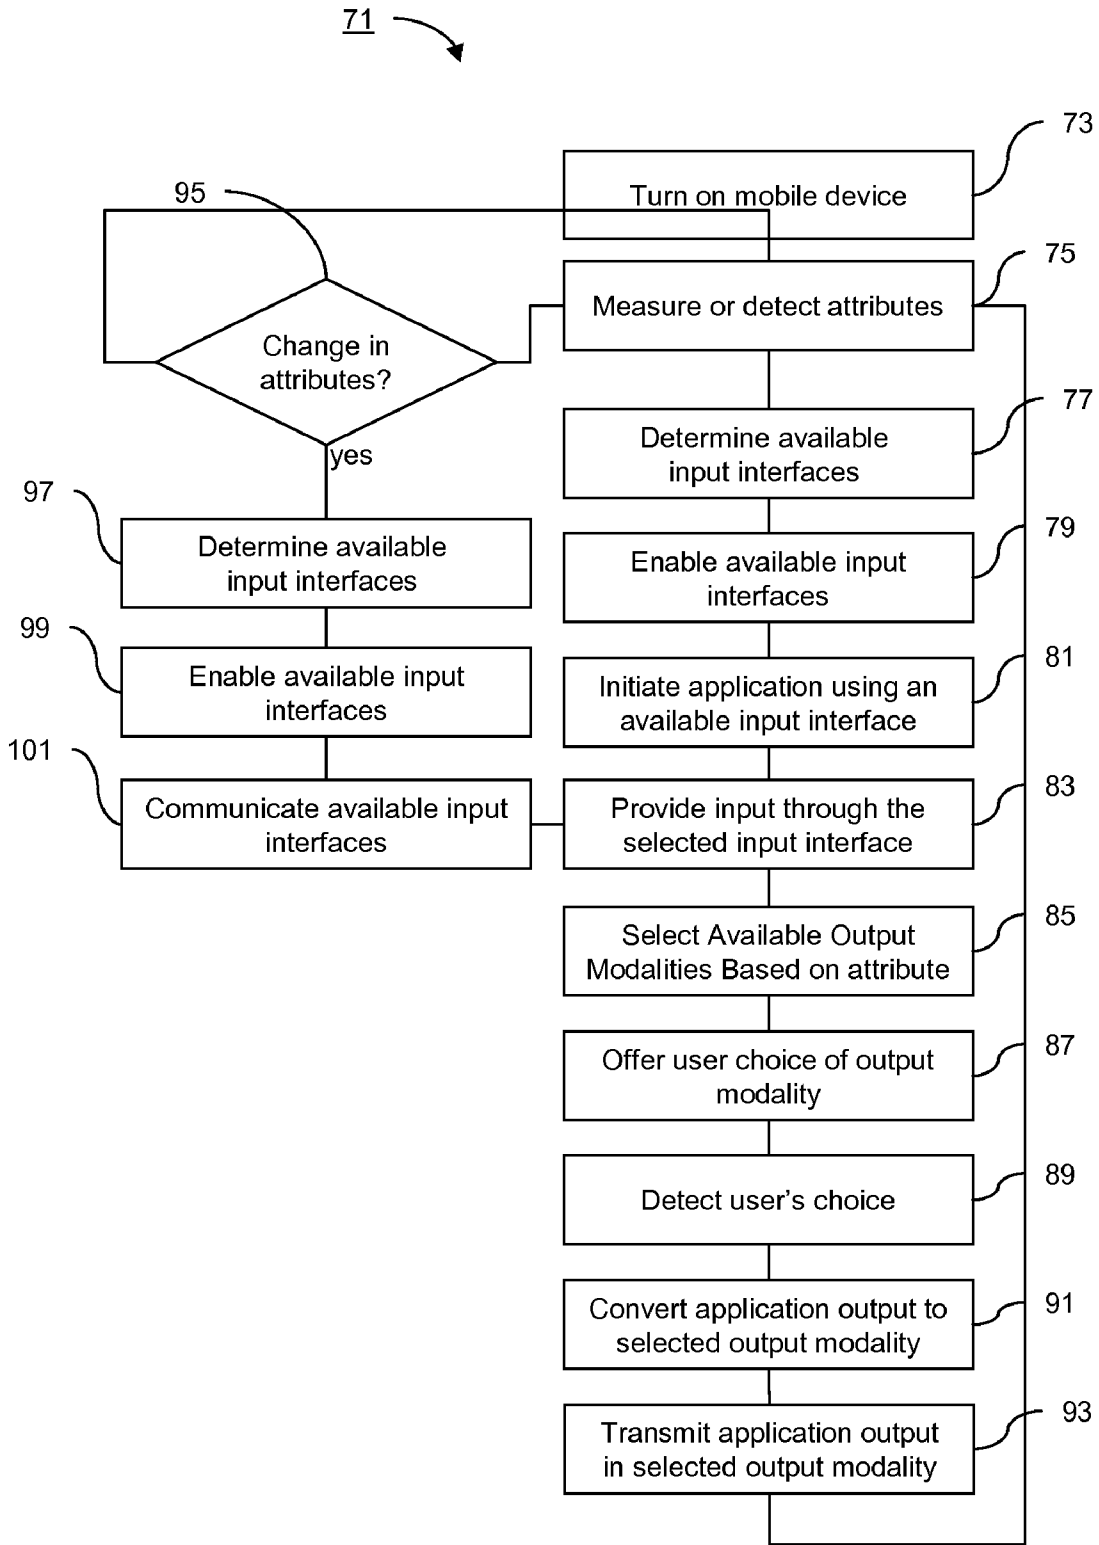 71
73
Turn on mobile device
95
75
Measure or detect attributes
Change in
attributes?
77
Determine available
input interfaces
yes
97
Determine available
input interfaces
79
Enable available input
interfaces
99
Enable available input
interfaces
81
Initiate application using an
available input interface
101
Communicate available input
interfaces
83
Provide input through the
selected input interface
85
Select Available Output
Modalities Based on attribute
87
Offer user choice of output
modality
89
Detect user's choice
91
Convert application output to
selected output modality
93
Transmit application output
in selected output modality